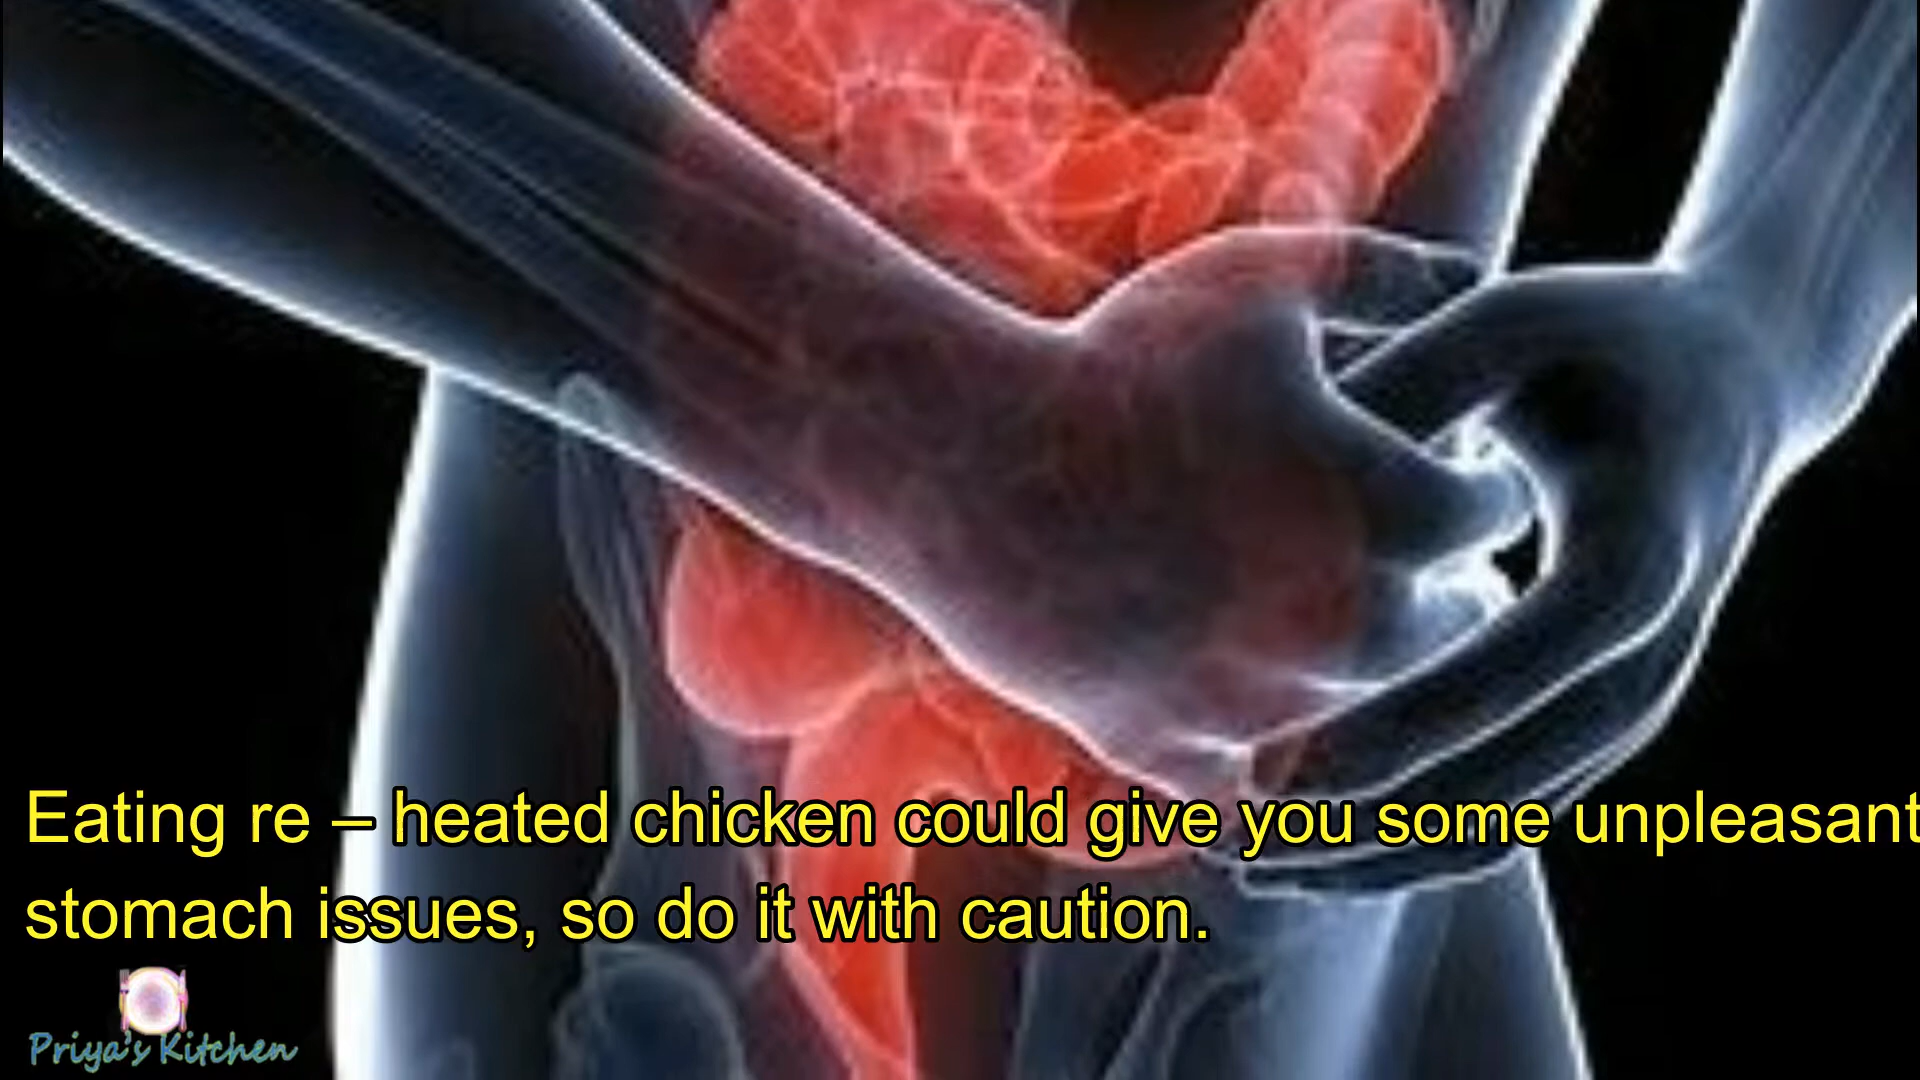 Eating re – heated chicken could give you some unpleasant
stomach issues, so do it with caution.
Priya's Kitchen